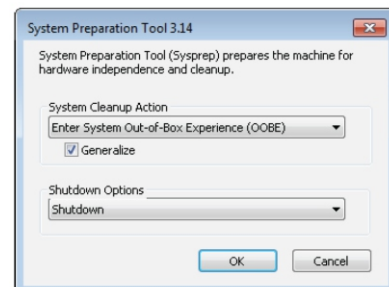 System Preparation Tool 3.14
System Preparation Tool (Sysprep) prepares the machine for
hardware independence and cleanup.
System Cleanup Action
Enter System Out-of-Box Experience (OOBE)
Generalize
Shutdown Options
Shutdown
OK
Cancel